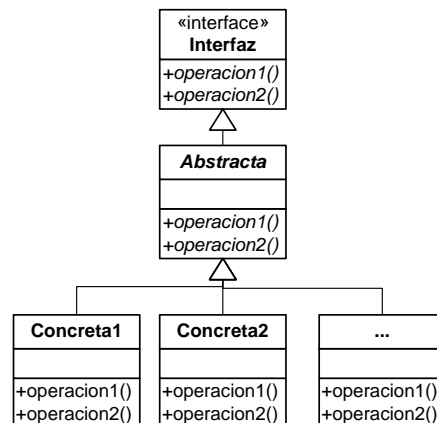 «interface»
Interfaz
+operacion1()
+operacion2()
Abstracta
+operacion1()
+operacion2()
Concreta1
+operacion1()
+operacion2()
Concreta2
+operacion1()
+operacion2()
...
+operacion1()
+operacion2()